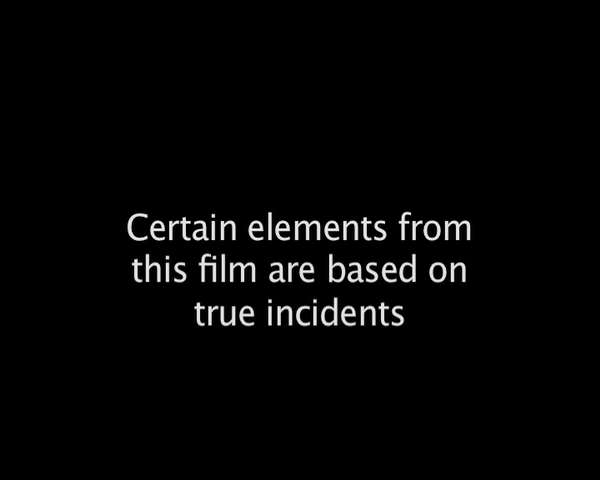 Certain elements from
this film are based on
true incidents